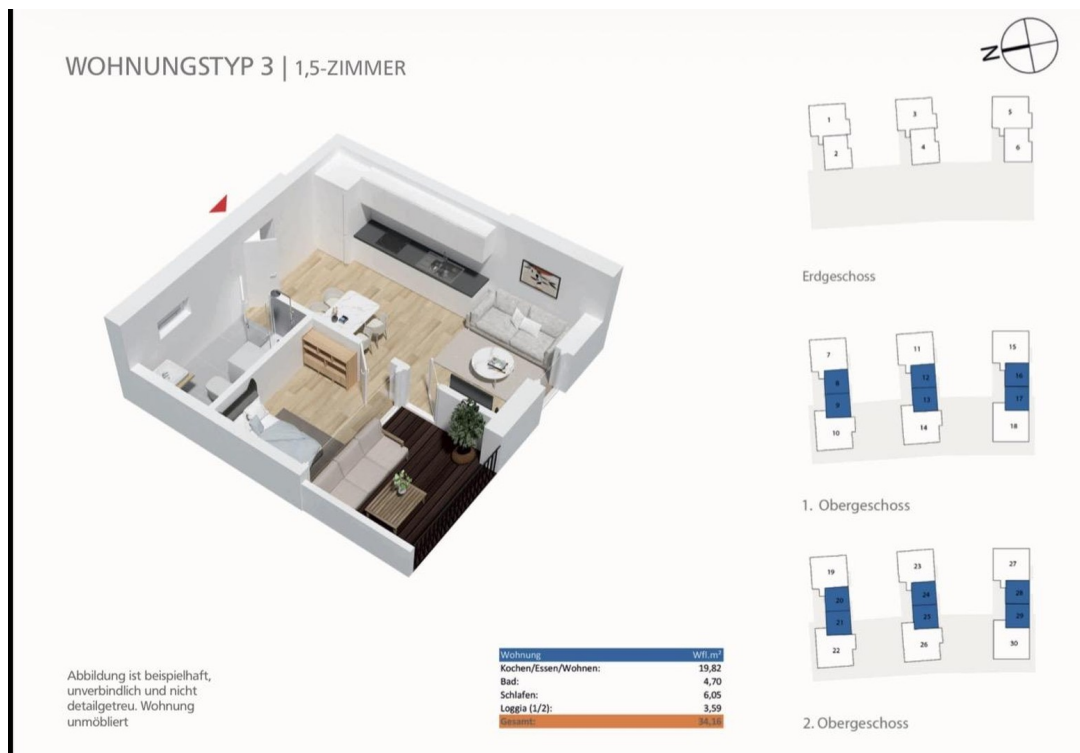 WOHNUNGSTYP 3 | 1,5-ZIMMER
N
1
3
5
2
4
6
Erdgeschoss
7
11
15
8
12
16
9
13
17
10
14
18
1. Obergeschoss
19
23
27
20
24
28
21
25
29
22
26
30
2. Obergeschoss
Wohnung Wfl.m²
Kochen/Essen/Wohnen: 19,82
Bad: 4,70
Schlafen: 6,05
Loggia (1/2): 3,59
Gesamt: 34,16
Abbildung ist beispielhaft,
unverbindlich und nicht
detailgetreu. Wohnung
unmöbliert